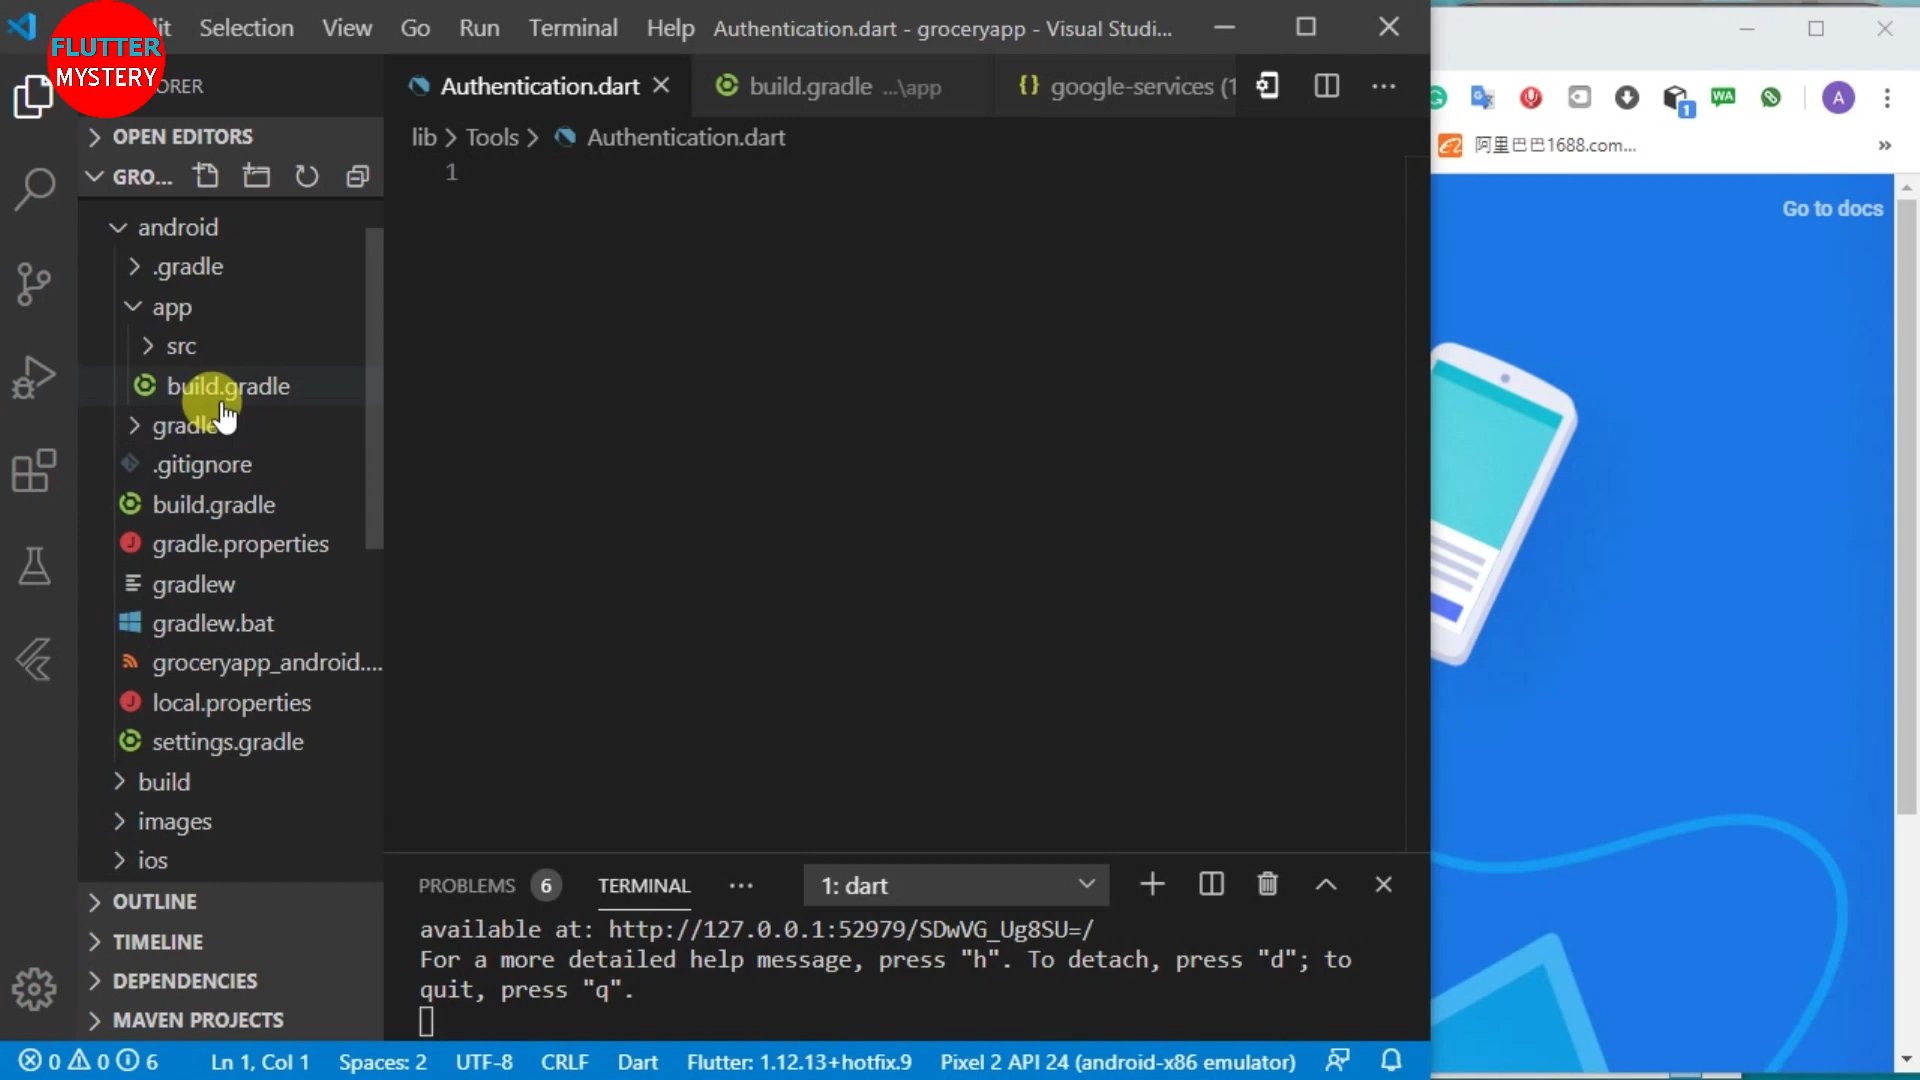 FLUTTER
MYSTERY
Selection View Go Run Terminal Help Authentication.dart - groceryapp - Visual Studi...
Authentication.dart
build.gradle ...\app
google-services (1
lib > Tools > Authentication.dart
1
OPEN EDITORS
GRO...
android
.gradle
app
src
build.gradle
gradle
.gitignore
build.gradle
gradle.properties
gradlew
gradlew.bat
groceryapp_android....
local.properties
settings.gradle
build
images
ios
OUTLINE
TIMELINE
DEPENDENCIES
MAVEN PROJECTS
PROBLEMS 6 TERMINAL ... 1: dart
available at: http://127.0.0.1:52979/SDwVG_Ug8SU=/
For a more detailed help message, press "h". To detach, press "d"; to
quit, press "q".
0 0 6 Ln 1, Col 1 Spaces: 2 UTF-8 CRLF Dart Flutter: 1.12.13+hotfix.9 Pixel 2 API 24 (android-x86 emulator)
1 WA A
阿里巴巴1688.com...
Go to docs